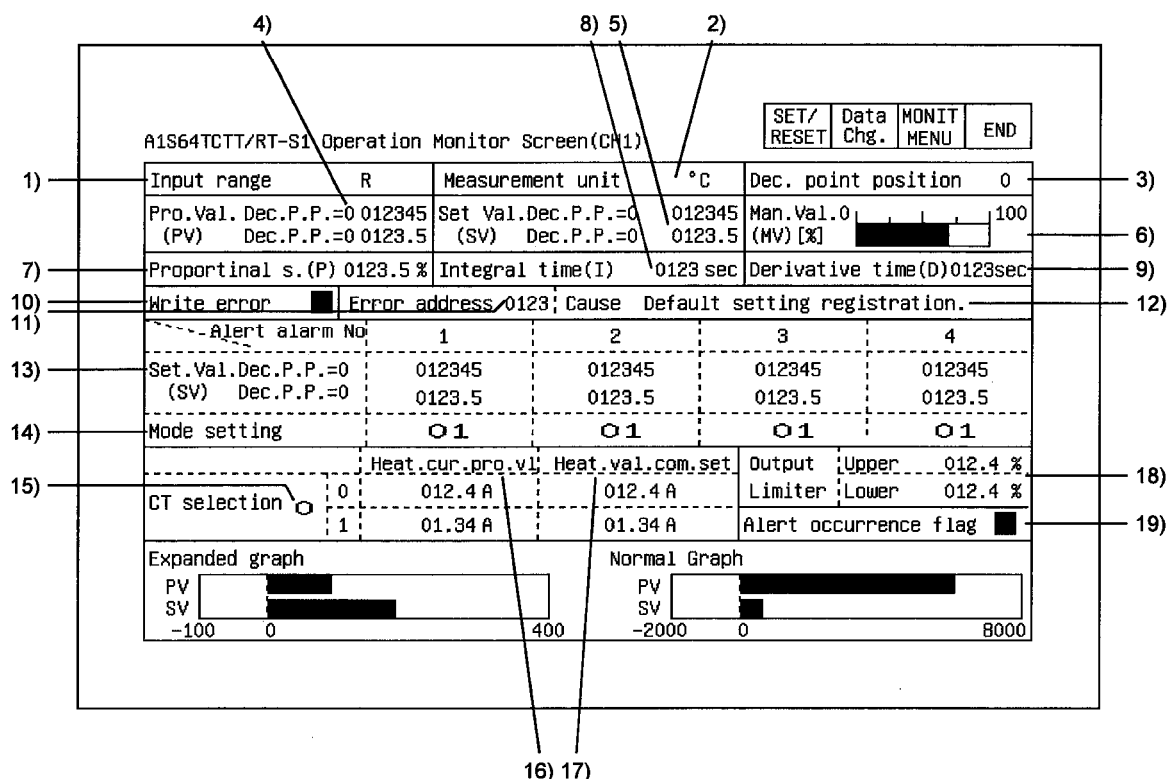 4) 8) 5) 2)
SET/ RESET Data Chg. MONIT MENU END
A1S64TCTT/RT-S1 Operation Monitor Screen(CH1)
1) Input range R Measurement unit °C Dec. point position 0 3)
Pro.Val. Dec.P.P.=0 012345 Set Val.Dec.P.P.=0 012345 Man.Val.0 100
(PV) Dec.P.P.=0 0123.5 (SV) Dec.P.P.=0 0123.5 (MV)[%] 6)
7) Proportinal s.(P) 0123.5 % Integral time(I) 0123 sec Derivative time(D)0123sec 9)
10) Write error Error address 0123 Cause Default setting registration. 12)
11) Alert alarm No 1 2 3 4
13) Set.Val.Dec.P.P.=0 012345 012345 012345 012345
(SV) Dec.P.P.=0 0123.5 0123.5 0123.5 0123.5
14) Mode setting 01 01 01 01
Heat.cur.pro.vl Heat.val.com.set Output Upper 012.4 % 18)
15) CT selection 0 0 012.4 A 012.4 A Limiter Lower 012.4 %
1 01.34 A 01.34 A Alert occurrence flag 19)
Expanded graph Normal Graph
PV PV
SV SV
-100 0 400 -2000 0 8000
16) 17)